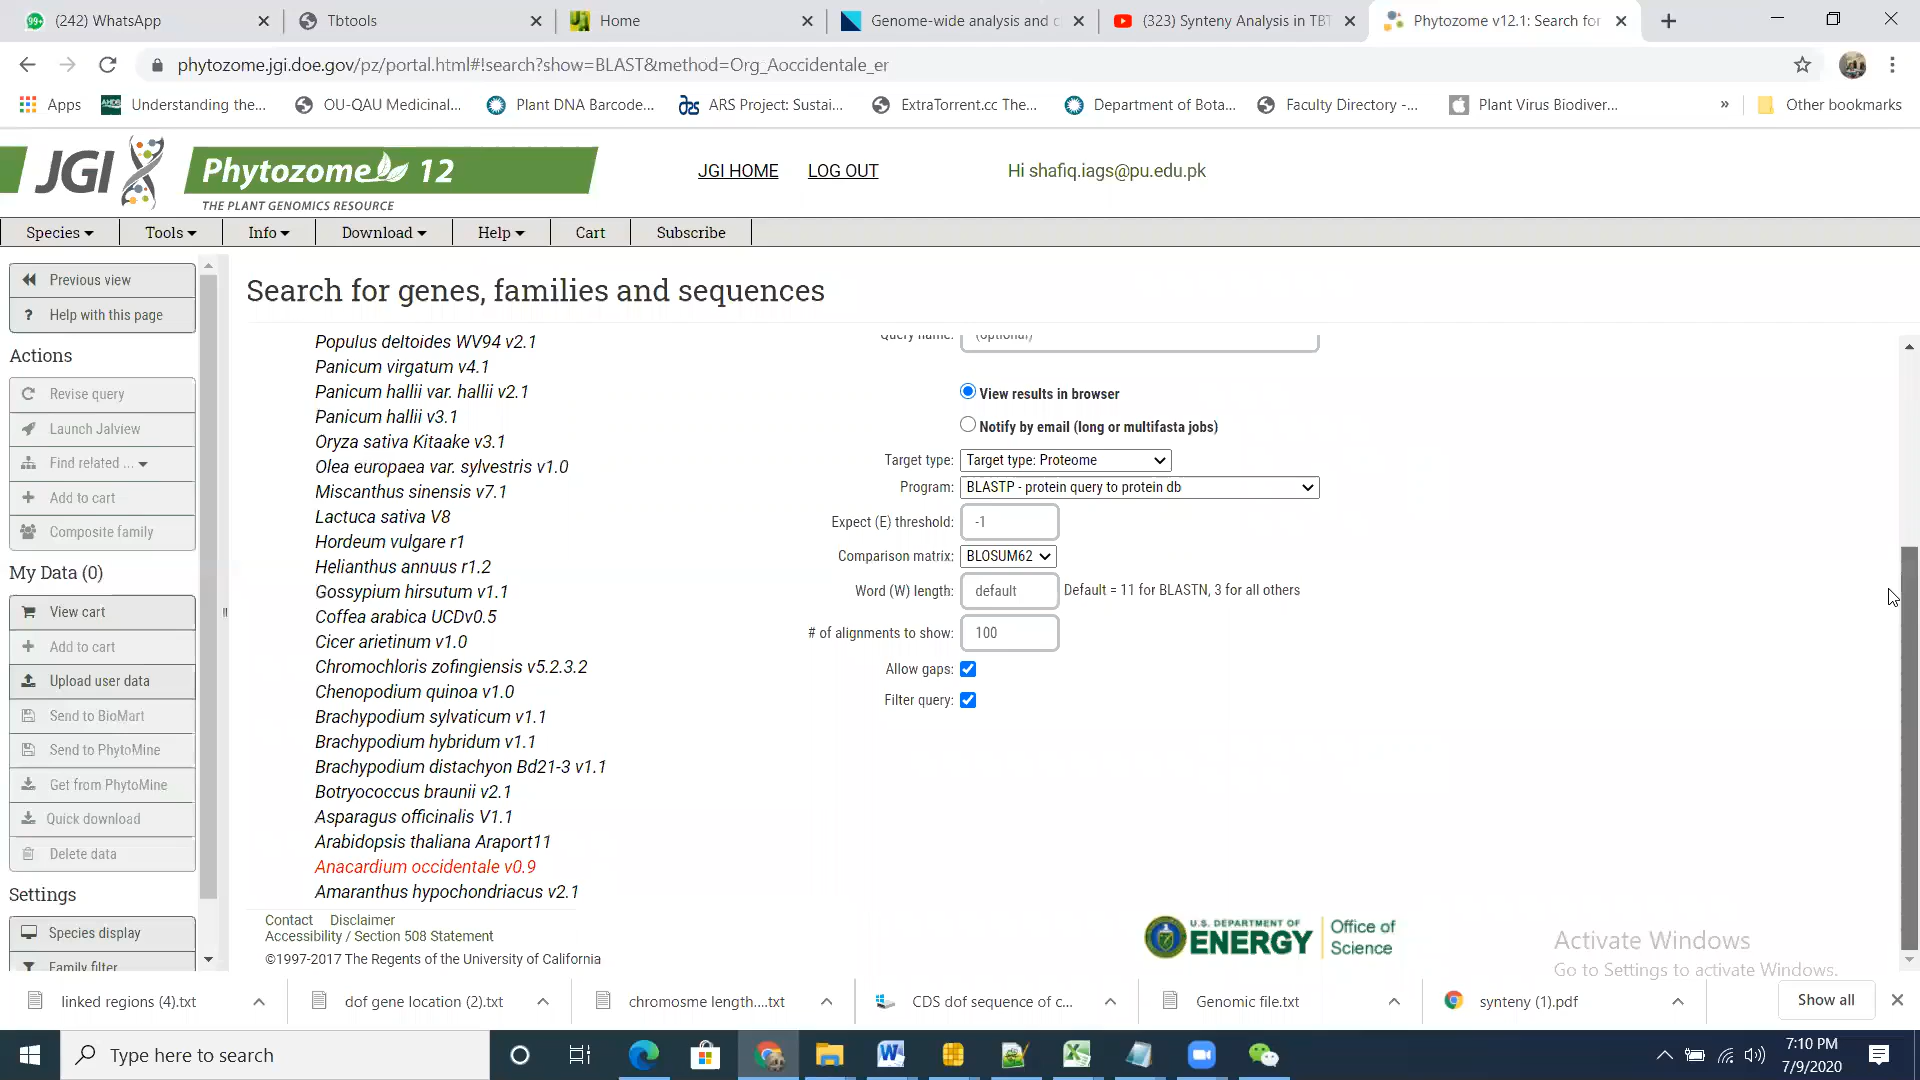 (242) WhatsApp
Tbtools
Home
Genome-wide analysis and c
(323) Synteny Analysis in TBT
Phytozome v12.1: Search for
phytozome.jgi.doe.gov/pz/portal.html#!search?show=BLAST&method=Org_Aoccidentale_er
Apps
Understanding the...
OU-QAU Medicinal...
Plant DNA Barcode...
ARS Project: Sustai...
ExtraTorrent.cc The...
Department of Bota...
Faculty Directory -...
Plant Virus Biodiver...
»
Other bookmarks
JGI
Phytozome 12
THE PLANT GENOMICS RESOURCE
JGI HOME
LOG OUT
Hi shafiq.iags@pu.edu.pk
Species
Tools
Info
Download
Help
Cart
Subscribe
Previous view
? Help with this page
Actions
Revise query
Launch Jalview
Find related ...
+ Add to cart
Composite family
My Data (0)
View cart
+ Add to cart
Upload user data
Send to BioMart
Send to PhytoMine
Get from PhytoMine
Quick download
Delete data
Settings
Species display
Family filter
Search for genes, families and sequences
Populus deltoides WV94 v2.1
Panicum virgatum v4.1
Panicum hallii var. hallii v2.1
Panicum hallii v3.1
Oryza sativa Kitaake v3.1
Olea europaea var. sylvestris v1.0
Miscanthus sinensis v7.1
Lactuca sativa V8
Hordeum vulgare r1
Helianthus annuus r1.2
Gossypium hirsutum v1.1
Coffea arabica UCDv0.5
Cicer arietinum v1.0
Chromochloris zofingiensis v5.2.3.2
Chenopodium quinoa v1.0
Brachypodium sylvaticum v1.1
Brachypodium hybridum v1.1
Brachypodium distachyon Bd21-3 v1.1
Botryococcus braunii v2.1
Asparagus officinalis V1.1
Arabidopsis thaliana Araport11
Anacardium occidentale v0.9
Amaranthus hypochondriacus v2.1
Query name: (optional)
View results in browser
Notify by email (long or multifasta jobs)
Target type: Target type: Proteome
Program: BLASTP - protein query to protein db
Expect (E) threshold: -1
Comparison matrix: BLOSUM62
Word (W) length: default Default = 11 for BLASTN, 3 for all others
# of alignments to show: 100
Allow gaps:
Filter query:
Contact Disclaimer
Accessibility / Section 508 Statement
©1997-2017 The Regents of the University of California
U.S. DEPARTMENT OF
ENERGY
Office of
Science
Activate Windows
Go to Settings to activate Windows.
linked regions (4).txt
dof gene location (2).txt
chromosme length....txt
CDS dof sequence of c...
Genomic file.txt
synteny (1).pdf
Show all
Type here to search
7:10 PM
7/9/2020